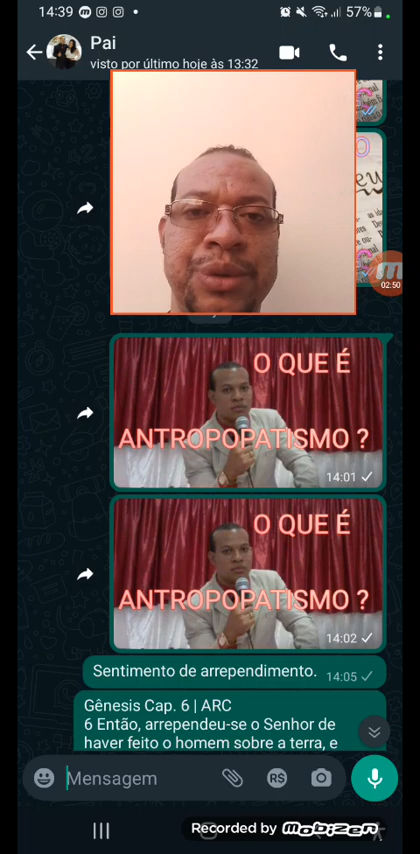 14:39
57%
Pai
visto por último hoje às 13:32
02:50
O QUE É
ANTROPOPATISMO ?
14:01
O QUE É
ANTROPOPATISMO ?
14:02
Sentimento de arrependimento. 14:05
Gênesis Cap. 6 | ARC
6 Então, arrependeu-se o Senhor de
haver feito o homem sobre a terra, e
Mensagem
R$
Recorded by Mobizen